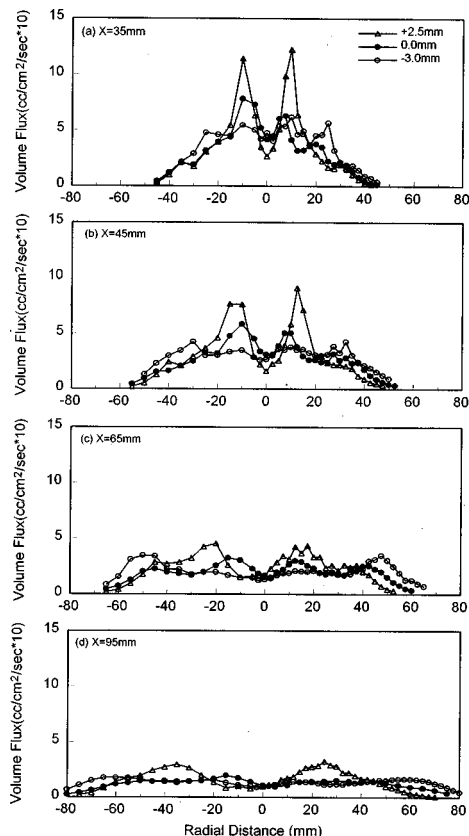 (a) X=35mm
+2.5mm
0.0mm
-3.0mm
Volume Flux(cc/cm2/sec*10)
15
10
5
0
-80 -60 -40 -20 0 20 40 60 80
(b) X=45mm
Volume Flux(cc/cm2/sec*10)
15
10
5
0
-80 -60 -40 -20 0 20 40 60 80
(c) X=65mm
Volume Flux(cc/cm2/sec*10)
15
10
5
0
-80 -60 -40 -20 0 20 40 60 80
(d) X=95mm
Volume Flux(cc/cm2/sec*10)
15
10
5
0
-80 -60 -40 -20 0 20 40 60 80
Radial Distance (mm)